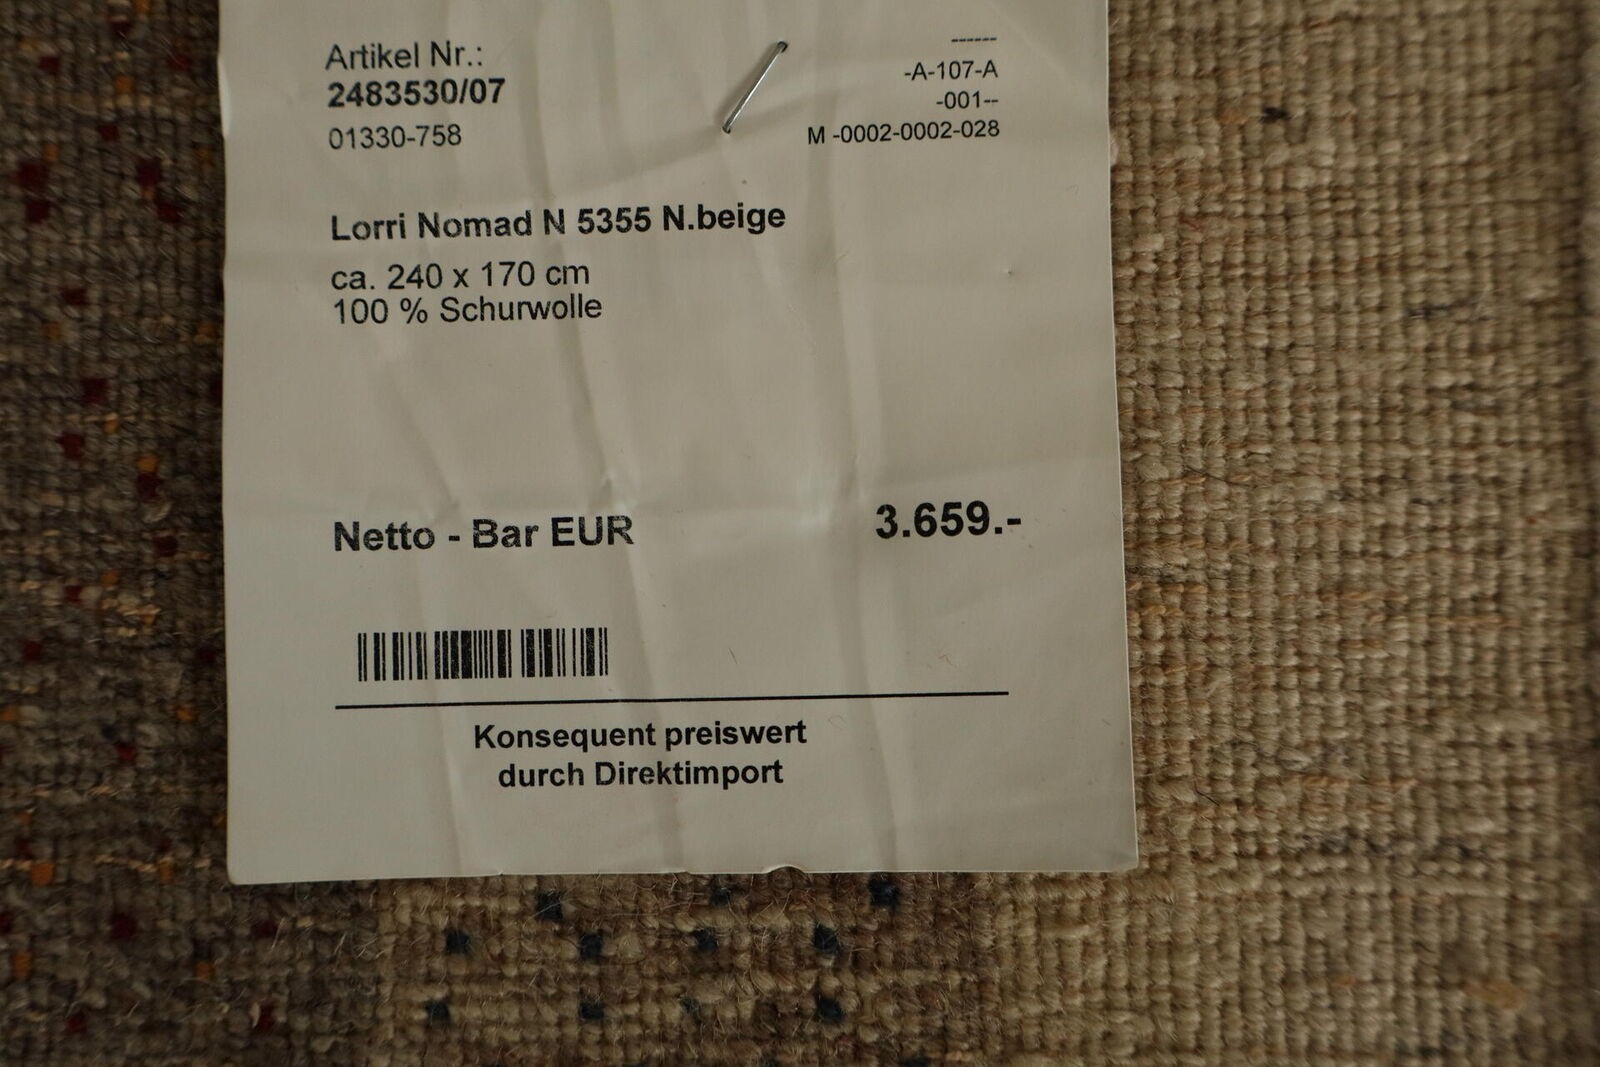 Artikel Nr.:
2483530/07
01330-758
------
-A-107-A
-001--
M -0002-0002-028
Lorri Nomad N 5355 N.beige
ca. 240 x 170 cm
100 % Schurwolle
Netto - Bar EUR 3.659.-
Konsequent preiswert
durch Direktimport